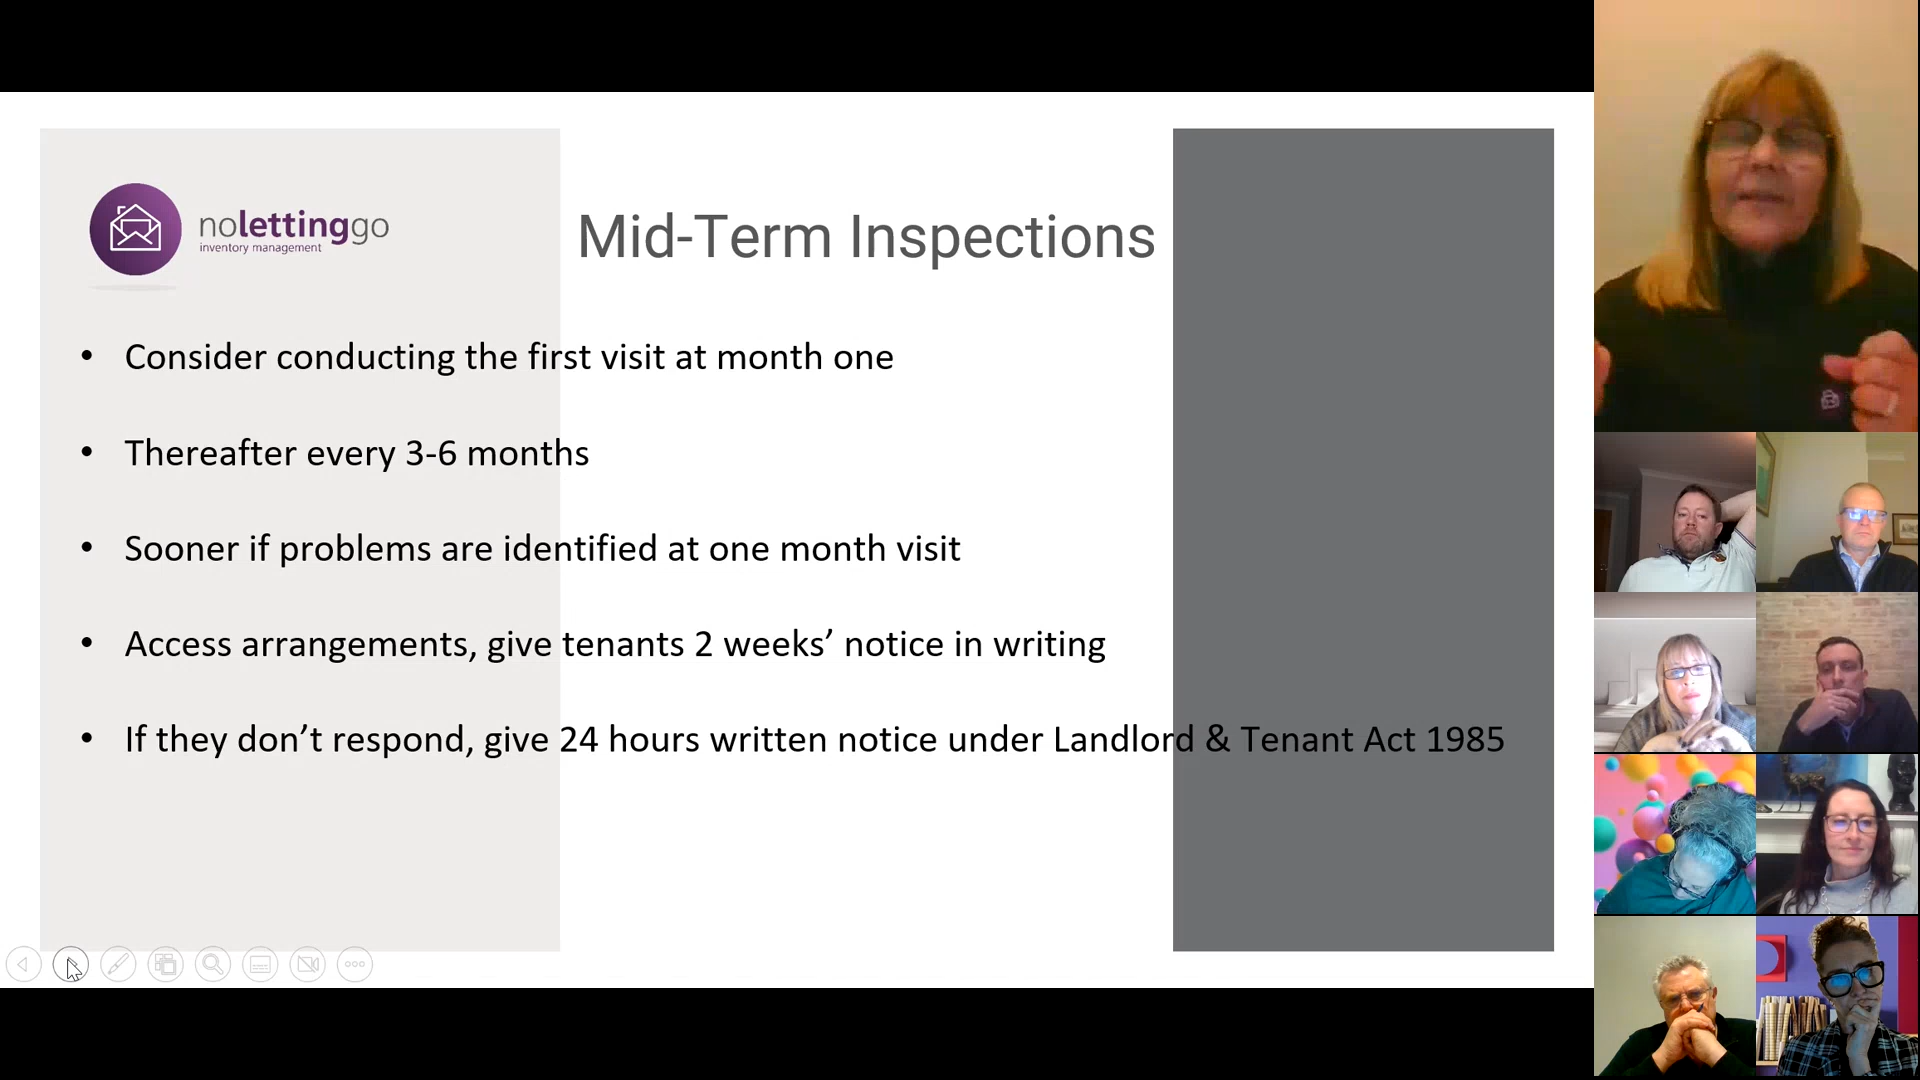 nolettinggo
inventory management
Mid-Term Inspections
• Consider conducting the first visit at month one
• Thereafter every 3-6 months
• Sooner if problems are identified at one month visit
• Access arrangements, give tenants 2 weeks’ notice in writing
• If they don’t respond, give 24 hours written notice under Landlord & Tenant Act 1985